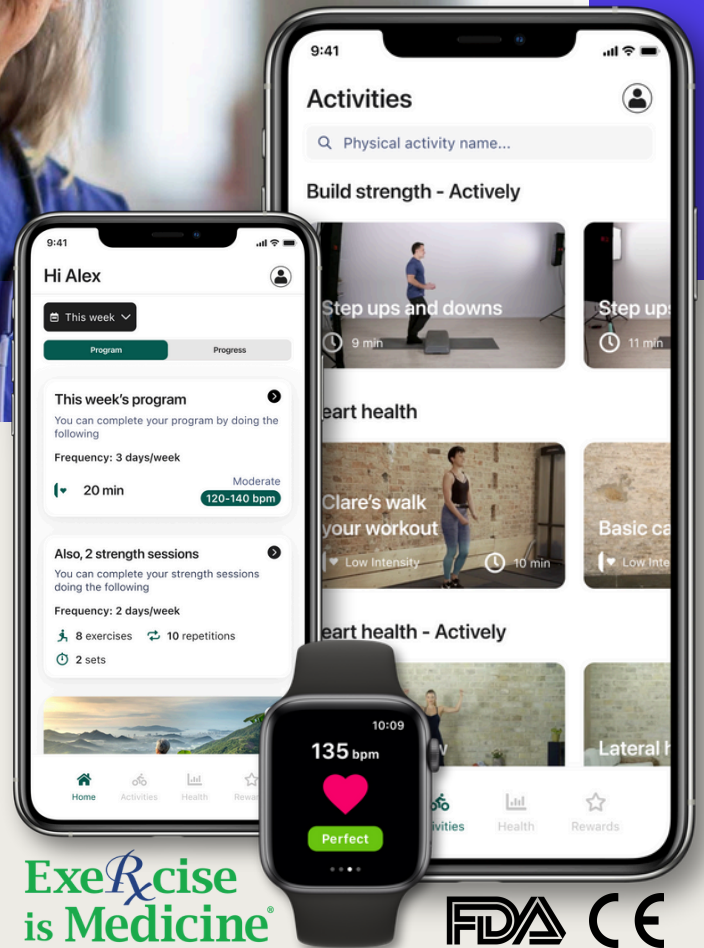 9:41
Activities
Physical activity name...
Build strength - Actively
Step ups and downs
9 min
Step ups
11 min
eart health
Clare's walk
your workout
Low Intensity
10 min
Basic ca
Low Inte
eart health - Actively
w
Lateral h
ivities
Health
Rewards
9:41
Hi Alex
This week
Program
Progress
This week's program
You can complete your program by doing the
following
Frequency: 3 days/week
20 min
Moderate
120-140 bpm
Also, 2 strength sessions
You can complete your strength sessions
doing the following
Frequency: 2 days/week
8 exercises
10 repetitions
2 sets
Home
Activities
Health
Rewar
10:09
135 bpm
Perfect
ExeRxcise
is Medicine®
FDA CE